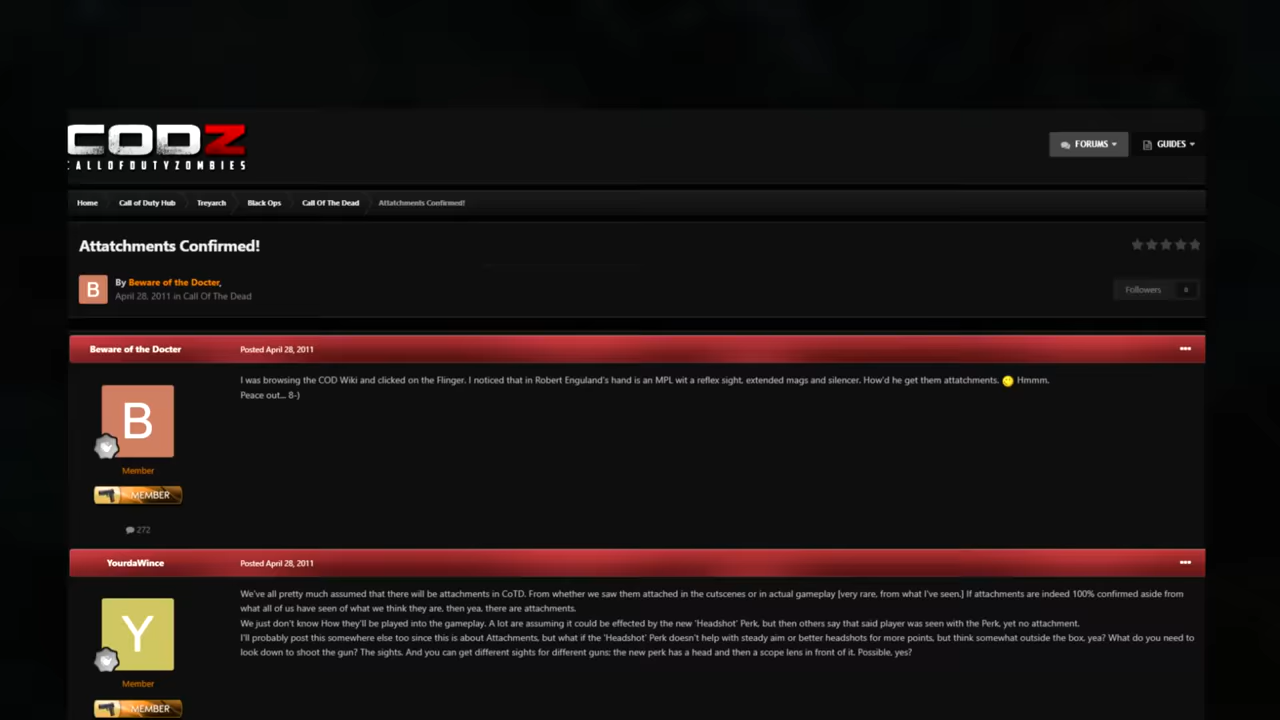 CODZ
CALLOFDUTYZOMBIES
FORUMS
GUIDES
Home
Call of Duty Hub
Treyarch
Black Ops
Call Of The Dead
Attatchments Confirmed!
Attatchments Confirmed!
B
By Beware of the Docter,
April 28, 2011 in Call Of The Dead
Followers
Beware of the Docter
Posted April 28, 2011
I was browsing the COD Wiki and clicked on the Flinger. I noticed that in Robert Enguland's hand is an MPL wit a reflex sight, extended mags and silencer. How'd he get them attatchments. Hmmm.
Peace out... 8-)
B
Member
MEMBER
272
YourdaWince
Posted April 28, 2011
We've all pretty much assumed that there will be attachments in CoTD. From whether we saw them attached in the cutscenes or in actual gameplay [very rare, from what I've seen.] If attachments are indeed 100% confirmed aside from
what all of us have seen of what we think they are, then yea, there are attachments.
We just don't know How they'll be played into the gameplay. A lot are assuming it could be effected by the new 'Headshot' Perk, but then others say that said player was seen with the Perk, yet no attachment.
I'll probably post this somewhere else too since this is about Attachments, but what if the 'Headshot' Perk doesn't help with steady aim or better headshots for more points, but think somewhat outside the box, yea? What do you need to
look down to shoot the gun? The sights. And you can get different sights for different guns; the new perk has a head and then a scope lens in front of it. Possible, yes?
Y
Member
MEMBER